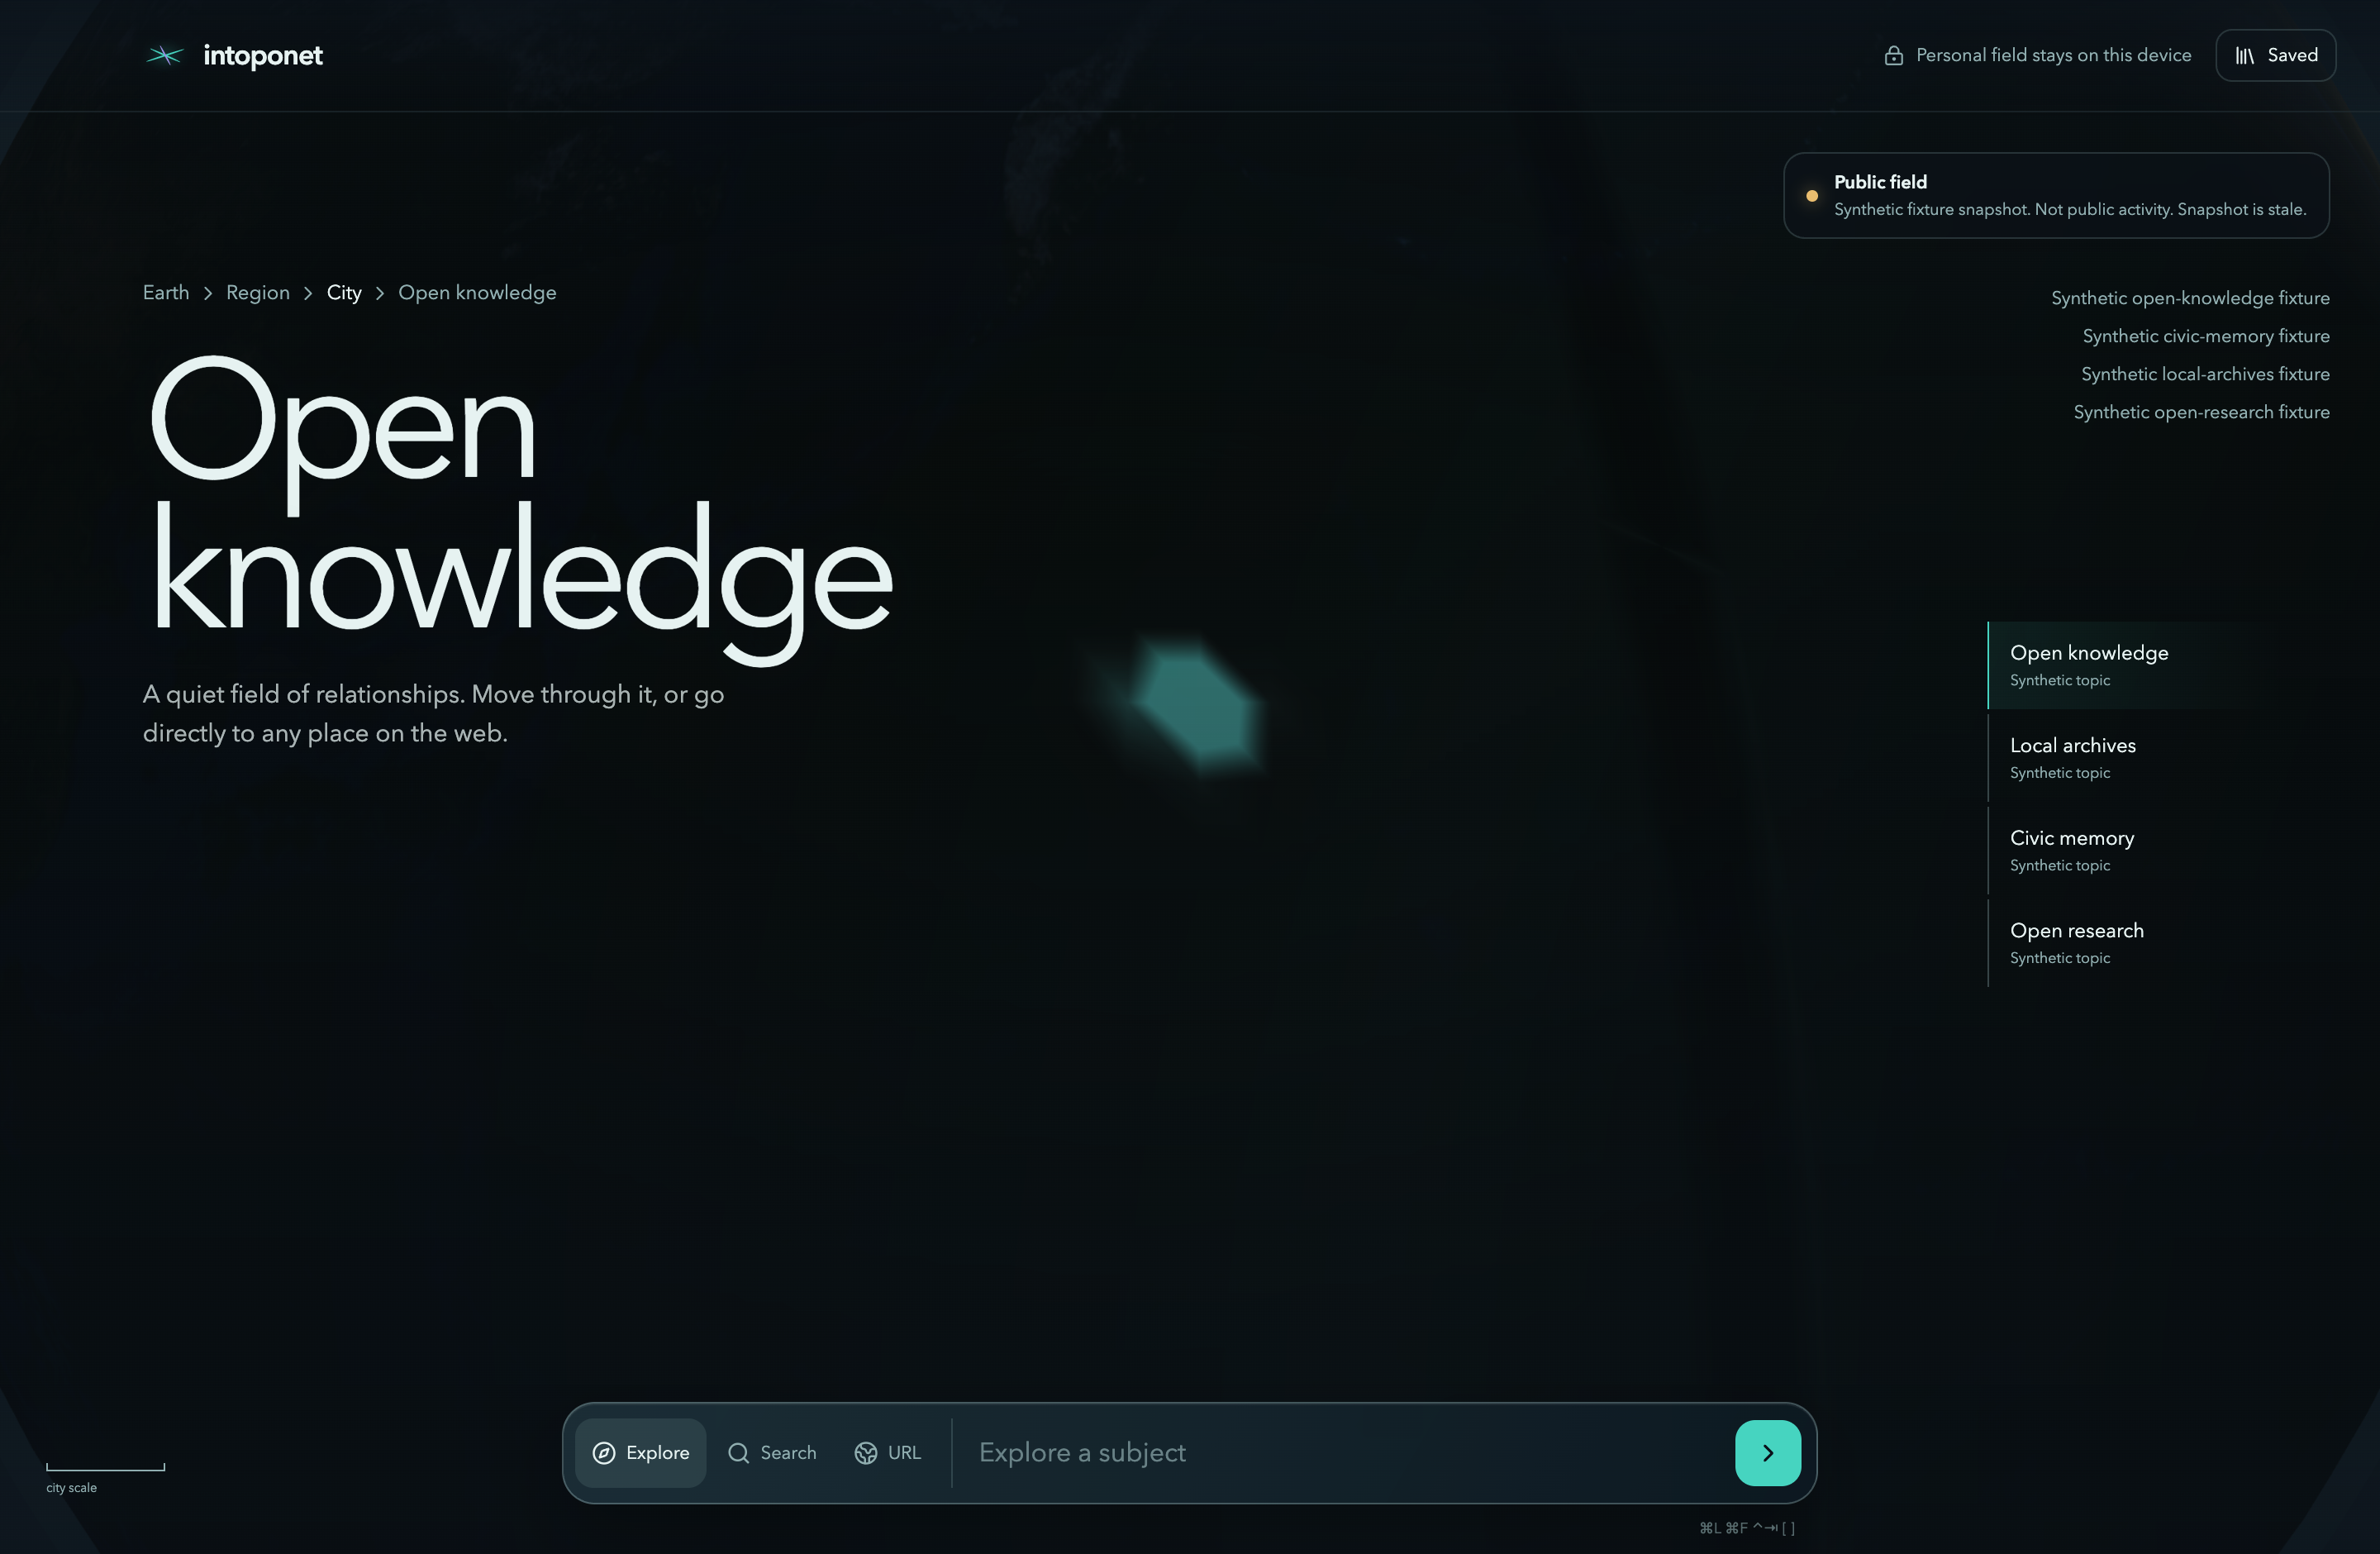 intoponet
Personal field stays on this device
Saved
Public field
Synthetic fixture snapshot. Not public activity. Snapshot is stale.
Earth > Region > City > Open knowledge
Synthetic open-knowledge fixture
Synthetic civic-memory fixture
Synthetic local-archives fixture
Synthetic open-research fixture
Open
knowledge
A quiet field of relationships. Move through it, or go
directly to any place on the web.
Open knowledge
Synthetic topic
Local archives
Synthetic topic
Civic memory
Synthetic topic
Open research
Synthetic topic
Explore
Search
URL
Explore a subject
city scale
⌘L ⌘F ^⇥ [ ]